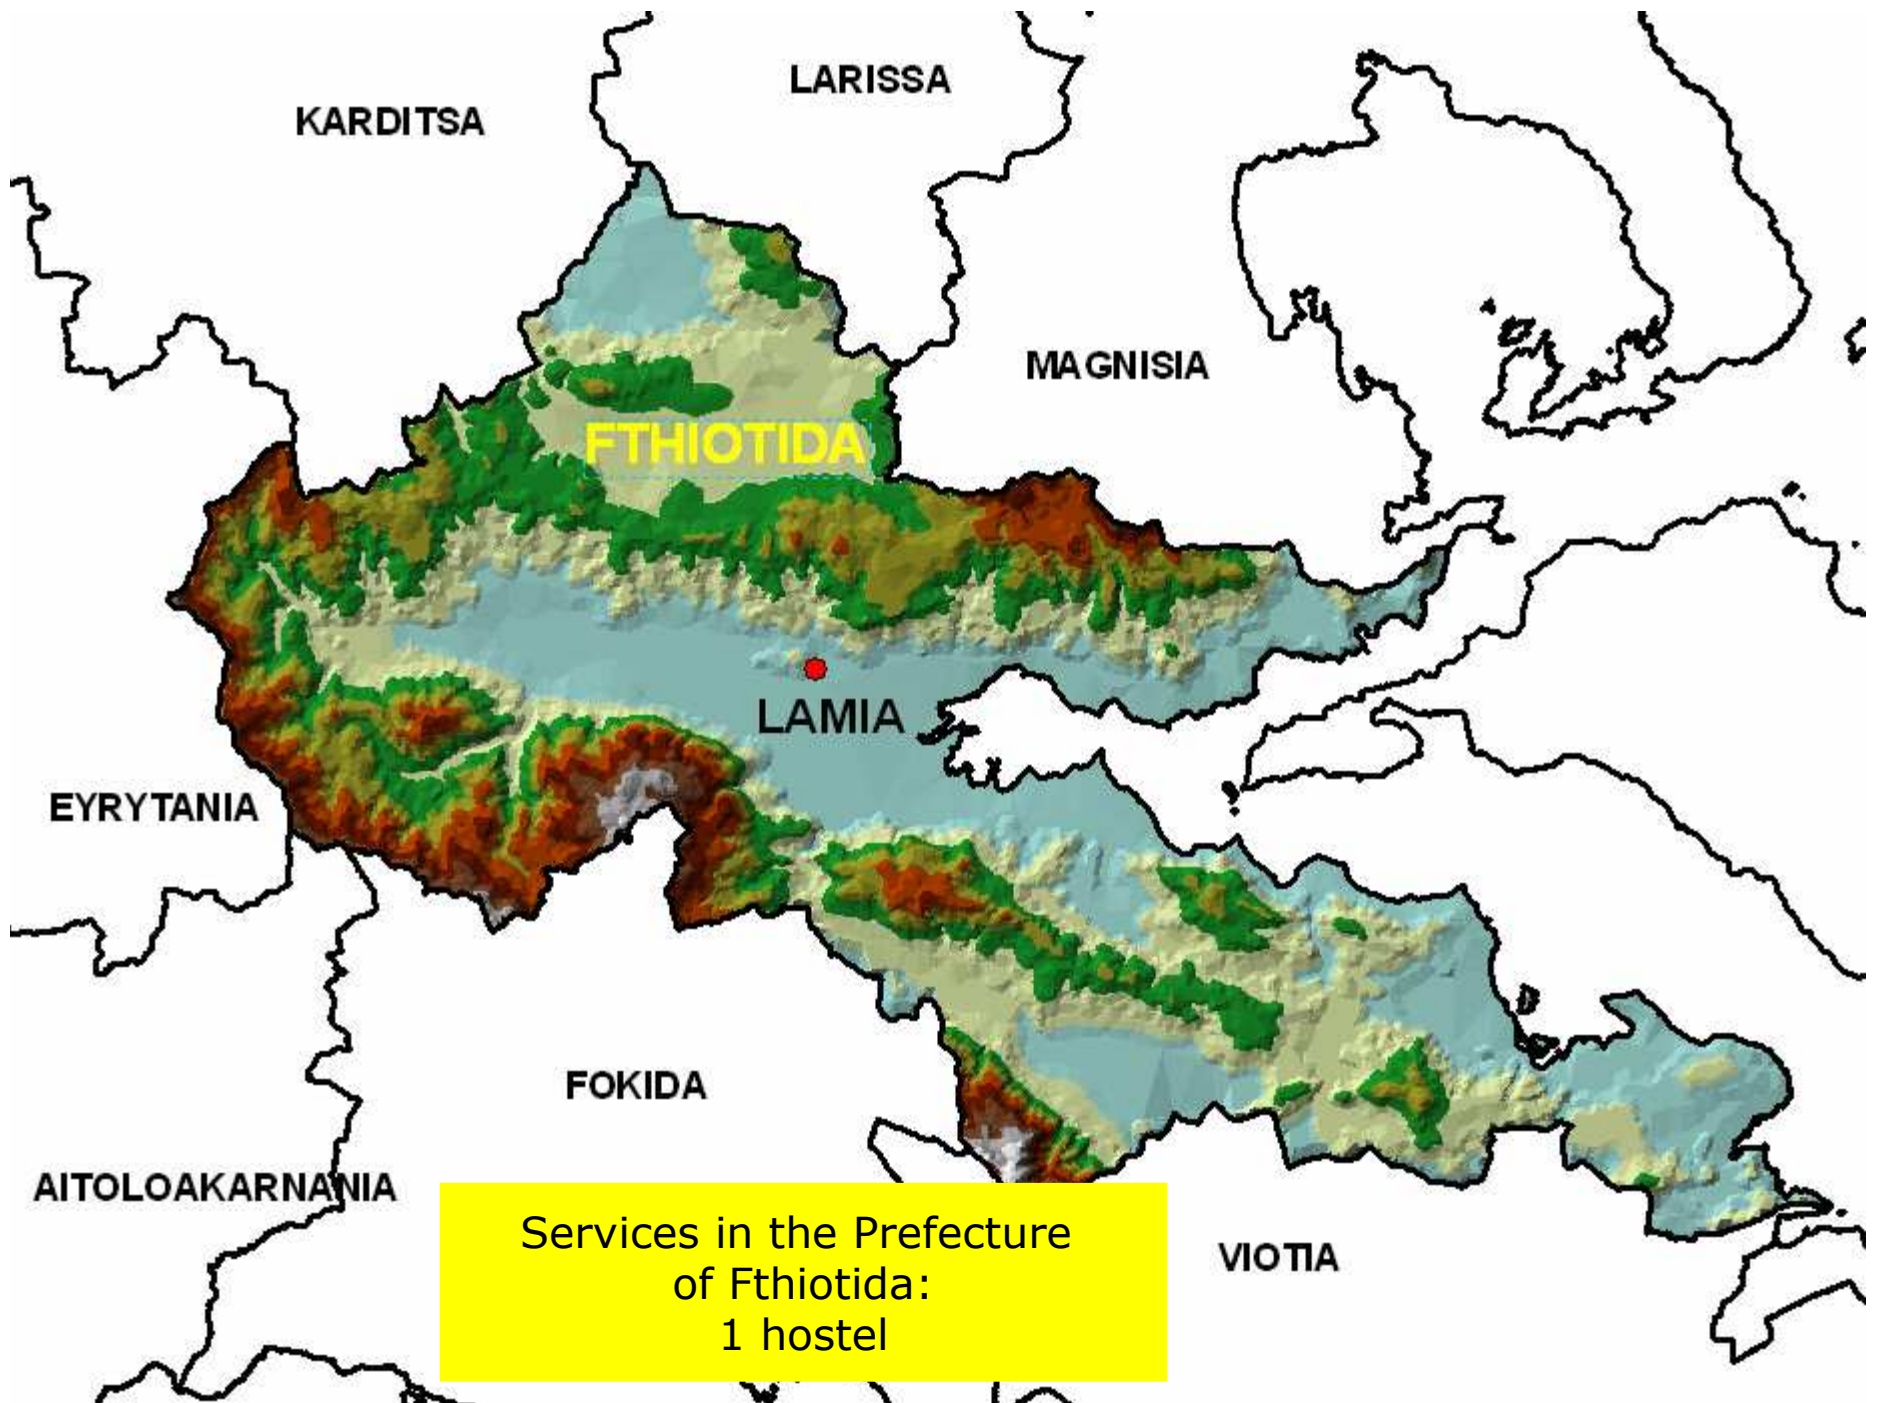 LARISSA
KARDITSA
MAGNISIA
FTHIOTIDA
LAMIA
EYRYTANIA
FOKIDA
AITOLOAKARNANIA
Services in the Prefecture
of Fthiotida:
1 hostel
VIOTIA